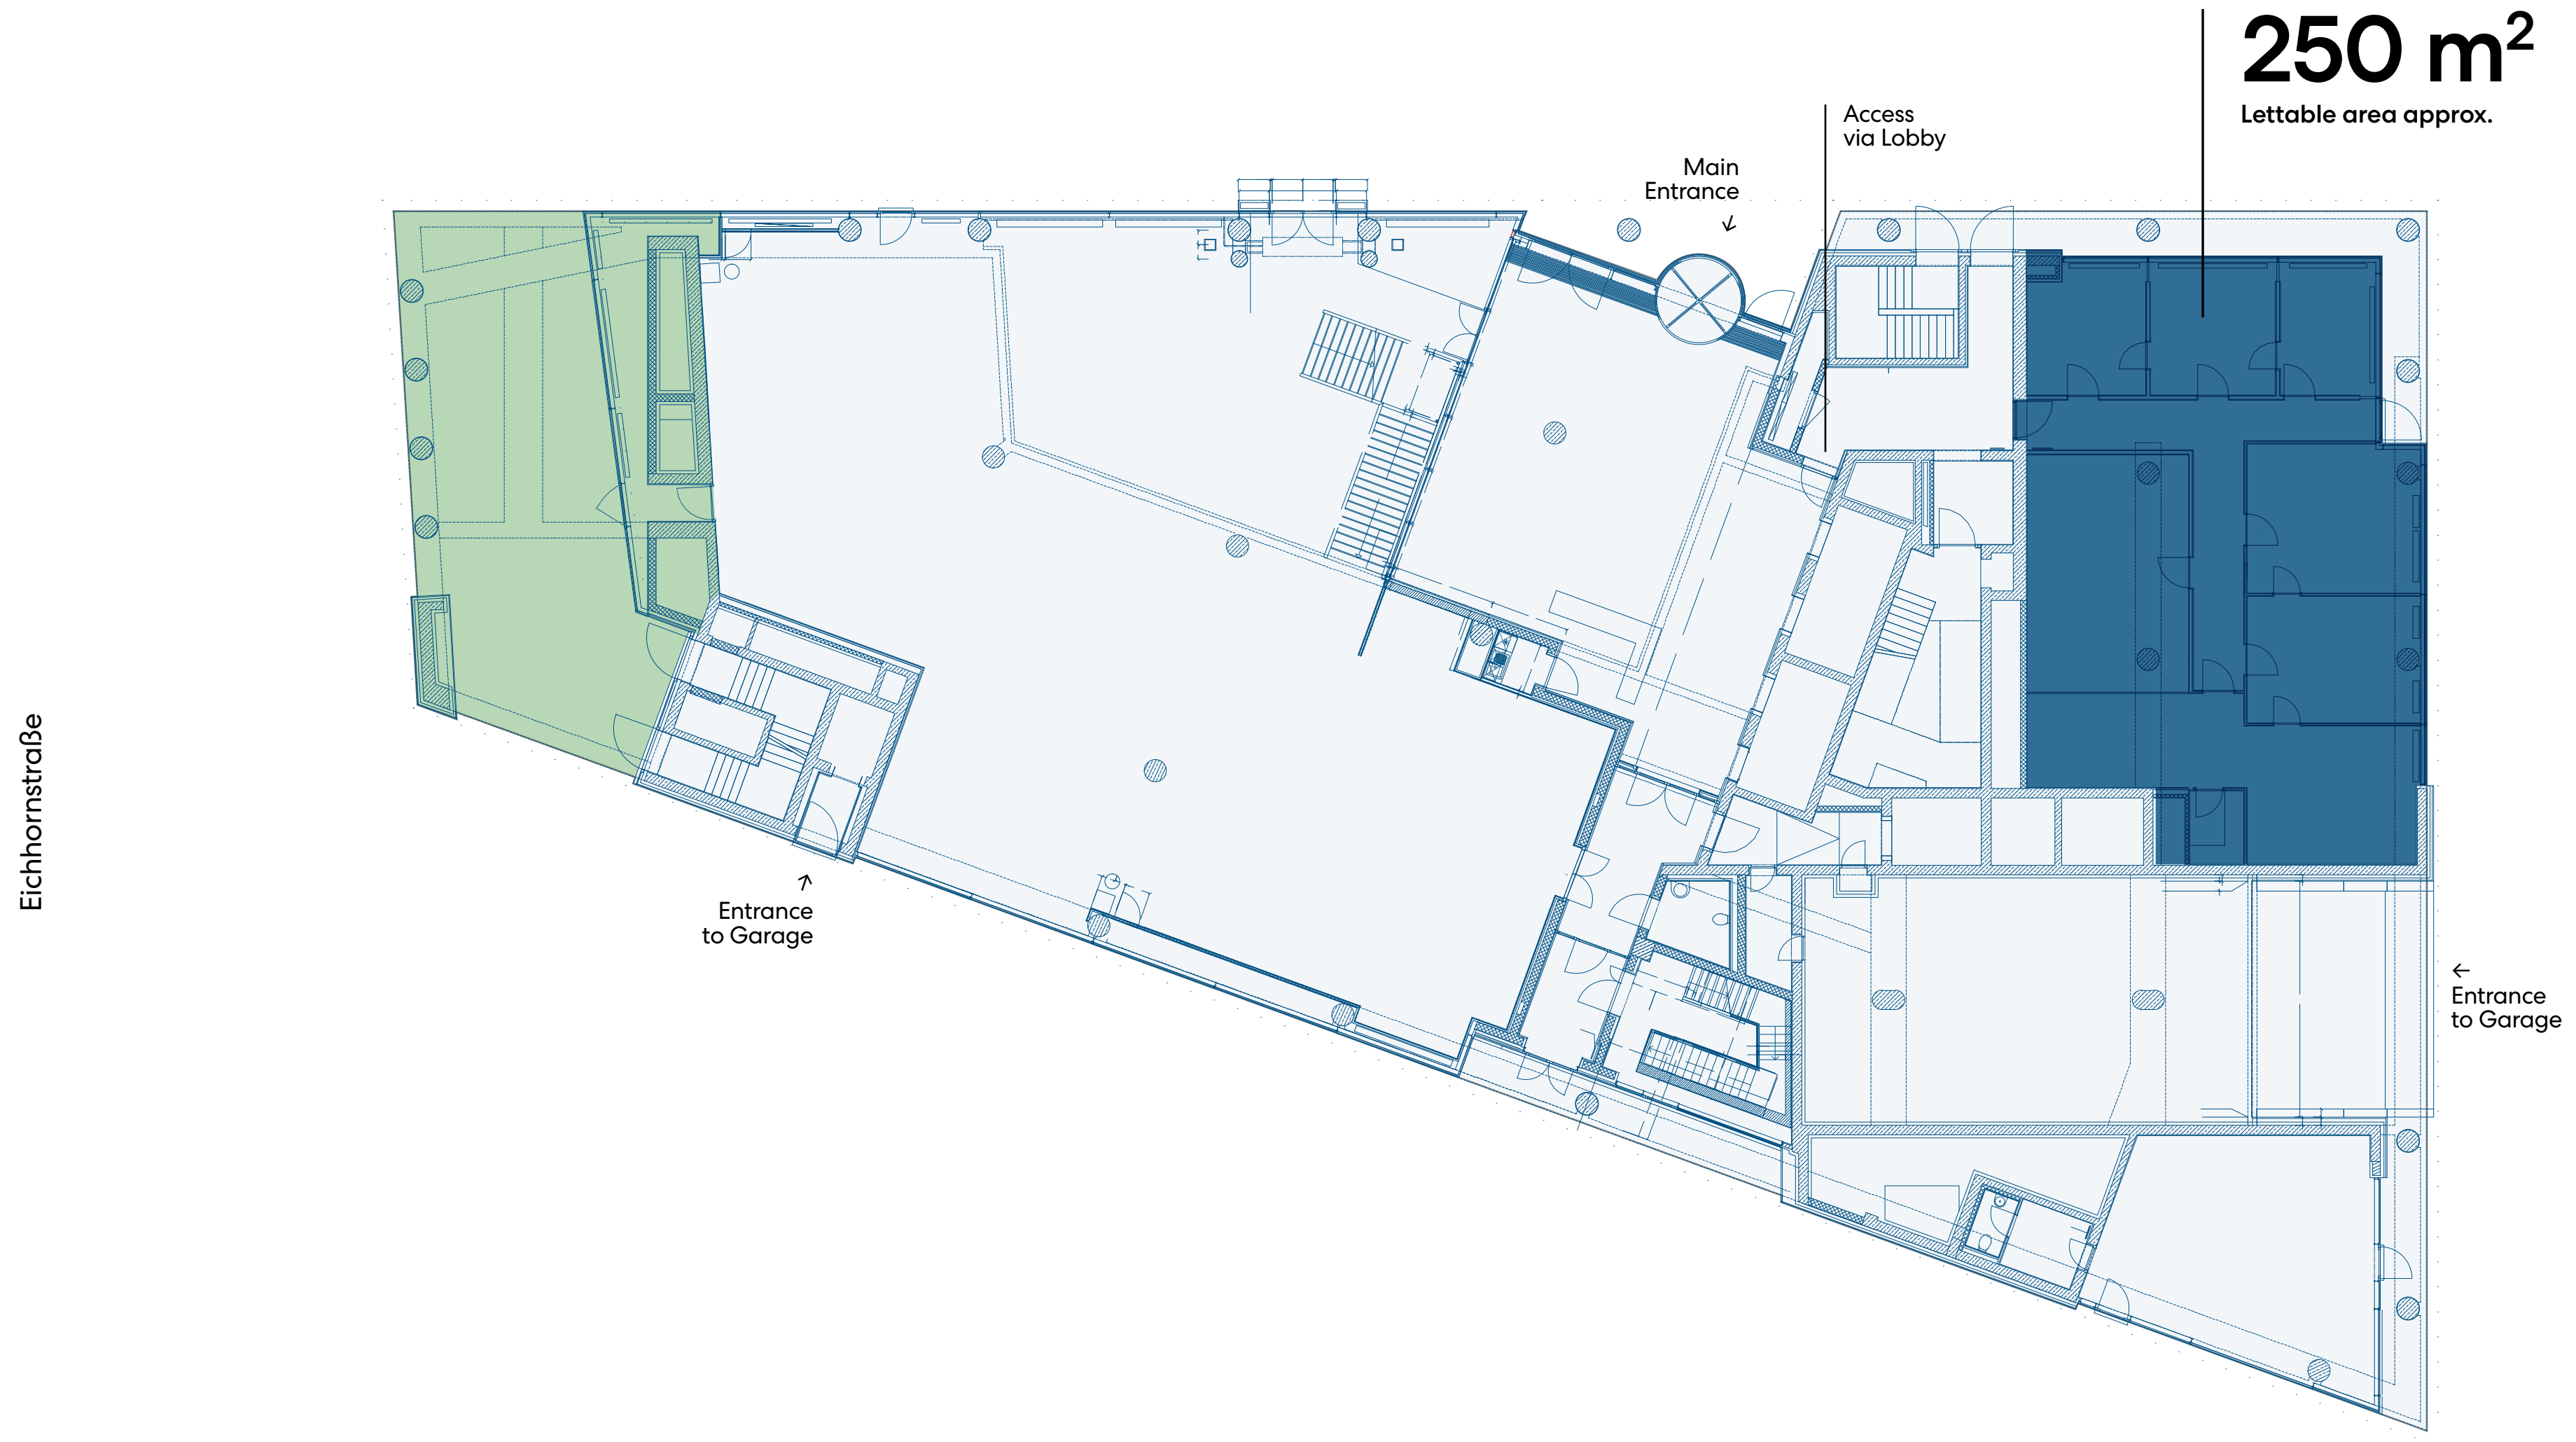 250 m²
Lettable area approx.
Access
via Lobby
Main
Entrance
↙
Eichhornstraße
↗
Entrance
to Garage
←
Entrance
to Garage